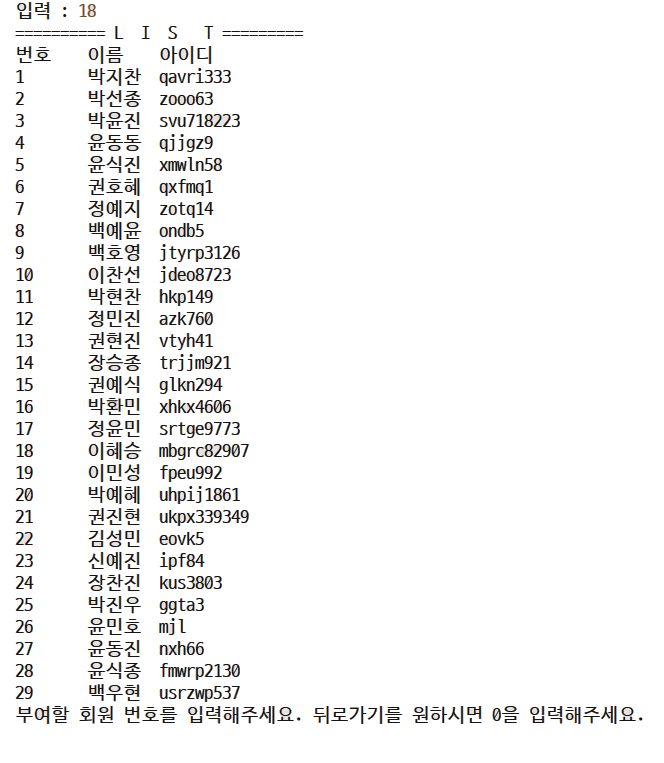 입력 : 18
========== L  I  S   T =========
번호    이름    아이디
1       박지찬  qavri333
2       박선종  zooo63
3       박윤진  svu718223
4       윤동동  qjjgz9
5       윤식진  xmwln58
6       권호혜  qxfmq1
7       정예지  zotq14
8       백예윤  ondb5
9       백호영  jtyrp3126
10      이찬선  jdeo8723
11      박현찬  hkp149
12      정민진  azk760
13      권현진  vtyh41
14      장승종  trjjm921
15      권예식  glkn294
16      박환민  xhkx4606
17      정윤민  srtge9773
18      이혜승  mbgrc82907
19      이민성  fpeu992
20      박예혜  uhpij1861
21      권진현  ukpx339349
22      김성민  eovk5
23      신예진  ipf84
24      장찬진  kus3803
25      박진우  ggta3
26      윤민호  mjl
27      윤동진  nxh66
28      윤식종  fmwrp2130
29      백우현  usrzwp537
부여할 회원 번호를 입력해주세요. 뒤로가기를 원하시면 0을 입력해주세요.